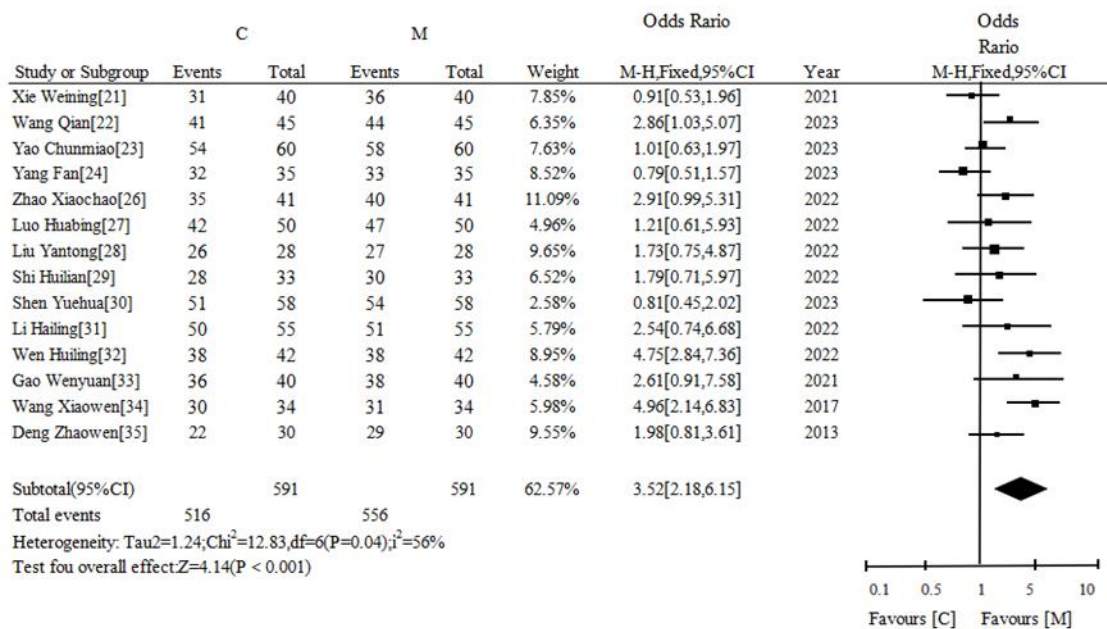 Odds Rario Odds
C M Rario
Study or Subgroup Events Total Events Total Weight M-H,Fixed,95%CI Year M-H,Fixed,95%CI
Xie Weining[21] 31 40 36 40 7.85% 0.91[0.53,1.96] 2021
Wang Qian[22] 41 45 44 45 6.35% 2.86[1.03,5.07] 2023
Yao Chunmiao[23] 54 60 58 60 7.63% 1.01[0.63,1.97] 2023
Yang Fan[24] 32 35 33 35 8.52% 0.79[0.51,1.57] 2023
Zhao Xiaochao[26] 35 41 40 41 11.09% 2.91[0.99,5.31] 2022
Luo Huabing[27] 42 50 47 50 4.96% 1.21[0.61,5.93] 2022
Liu Yantong[28] 26 28 27 28 9.65% 1.73[0.75,4.87] 2022
Shi Huilian[29] 28 33 30 33 6.52% 1.79[0.71,5.97] 2022
Shen Yuehua[30] 51 58 54 58 2.58% 0.81[0.45,2.02] 2023
Li Hailing[31] 50 55 51 55 5.79% 2.54[0.74,6.68] 2022
Wen Huiling[32] 38 42 38 42 8.95% 4.75[2.84,7.36] 2022
Gao Wenyuan[33] 36 40 38 40 4.58% 2.61[0.91,7.58] 2021
Wang Xiaowen[34] 30 34 31 34 5.98% 4.96[2.14,6.83] 2017
Deng Zhaowen[35] 22 30 29 30 9.55% 1.98[0.81,3.61] 2013
Subtotal(95%CI) 591 591 62.57% 3.52[2.18,6.15]
Total events 516 556
Heterogeneity: Tau2=1.24;Chi²=12.83,df=6(P=0.04);i²=56%
Test fou overall effect:Z=4.14(P < 0.001)
0.1 0.5 1 5 10
Favours [C] Favours [M]